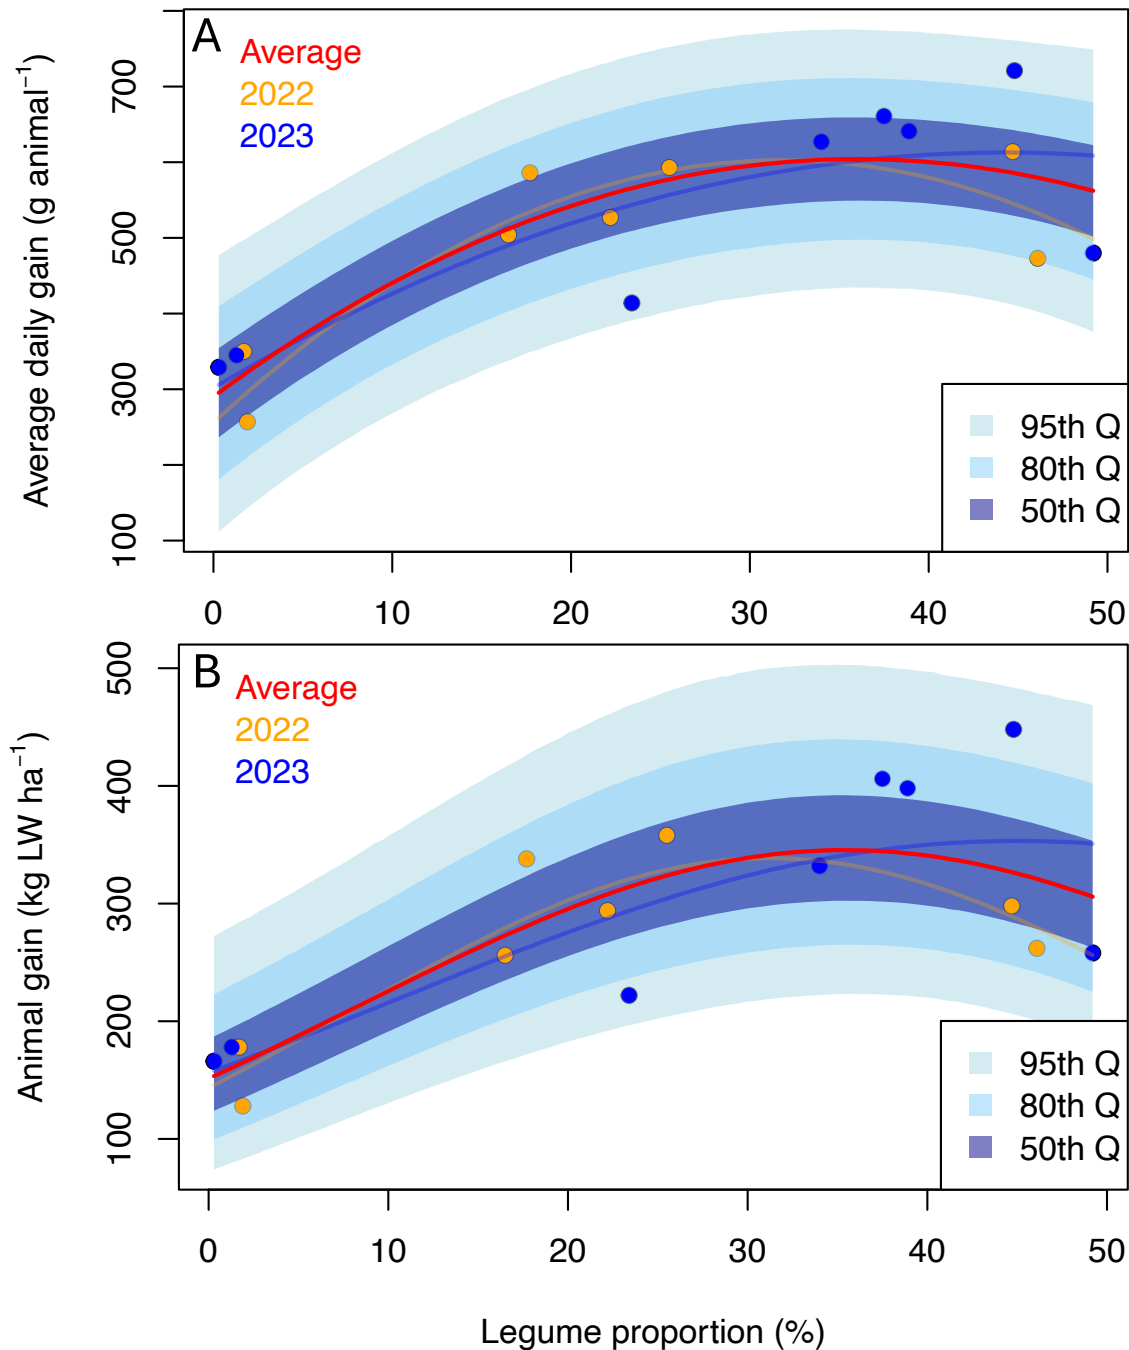 A
Average
2022
2023
Average daily gain (g animal⁻¹)
700
500
300
100
95th Q
80th Q
50th Q
0 10 20 30 40 50
B
Average
2022
2023
Animal gain (kg LW ha⁻¹)
500
400
300
200
100
95th Q
80th Q
50th Q
0 10 20 30 40 50
Legume proportion (%)